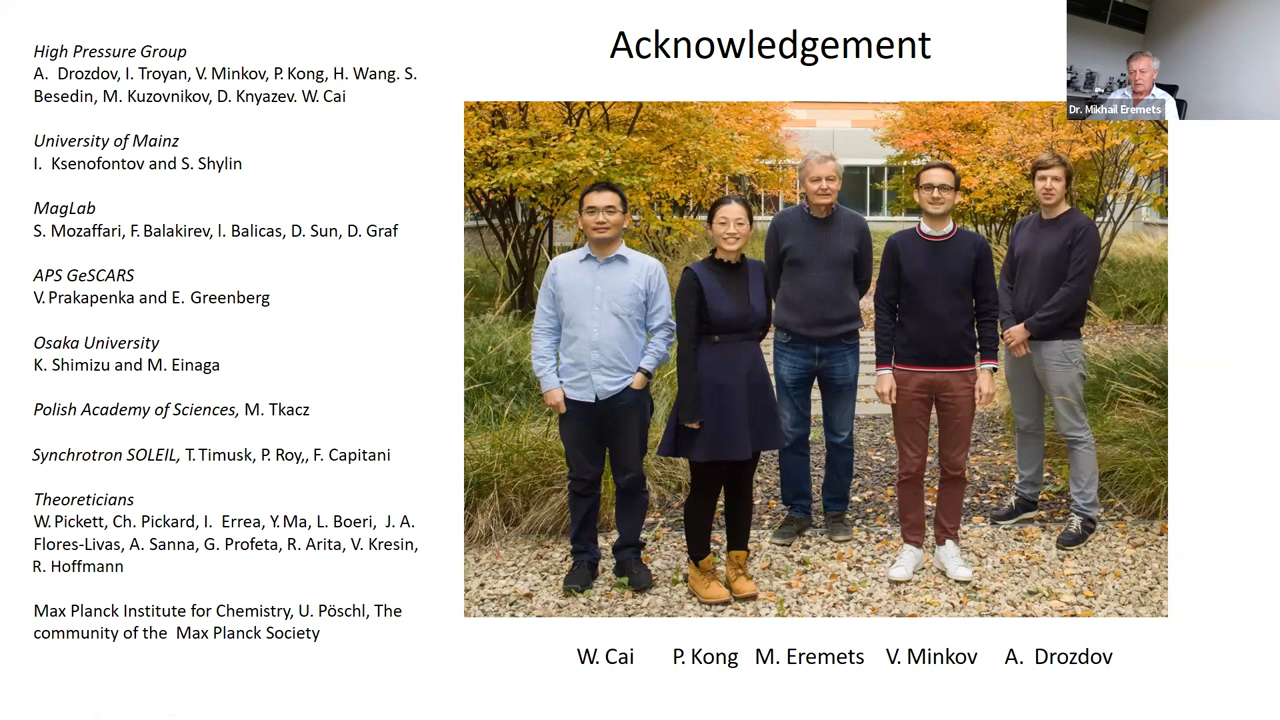 Acknowledgement
Dr. Mikhail Eremets
High Pressure Group
A. Drozdov, I. Troyan, V. Minkov, P. Kong, H. Wang. S.
Besedin, M. Kuzovnikov, D. Knyazev. W. Cai
University of Mainz
I. Ksenofontov and S. Shylin
MagLab
S. Mozaffari, F. Balakirev, l. Balicas, D. Sun, D. Graf
APS GeSCARS
V. Prakapenka and E. Greenberg
Osaka University
K. Shimizu and M. Einaga
Polish Academy of Sciences, M. Tkacz
Synchrotron SOLEIL, T. Timusk, P. Roy,, F. Capitani
Theoreticians
W. Pickett, Ch. Pickard, I. Errea, Y. Ma, L. Boeri, J. A.
Flores-Livas, A. Sanna, G. Profeta, R. Arita, V. Kresin,
R. Hoffmann
Max Planck Institute for Chemistry, U. Pöschl, The
community of the Max Planck Society
W. Cai P. Kong M. Eremets V. Minkov A. Drozdov